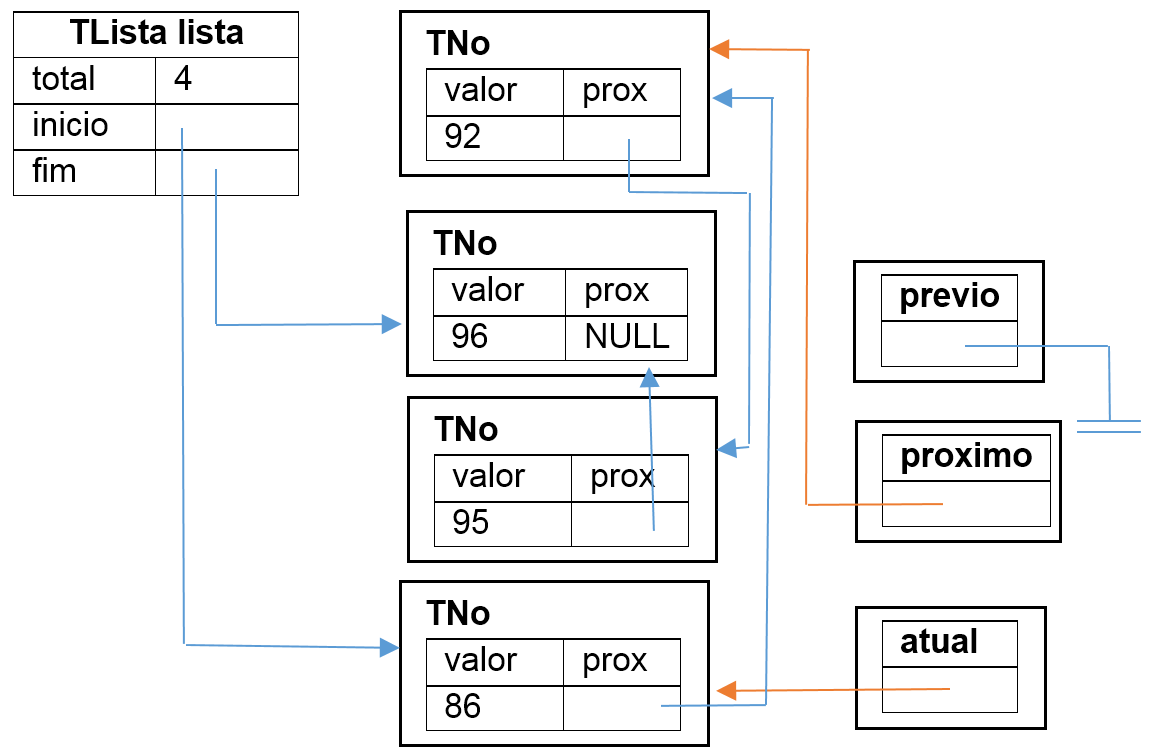 TLista lista
total 4
inicio
fim
TNo
valor prox
92
TNo
valor prox
96 NULL
TNo
valor prox
95
TNo
valor prox
86
previo
proximo
atual